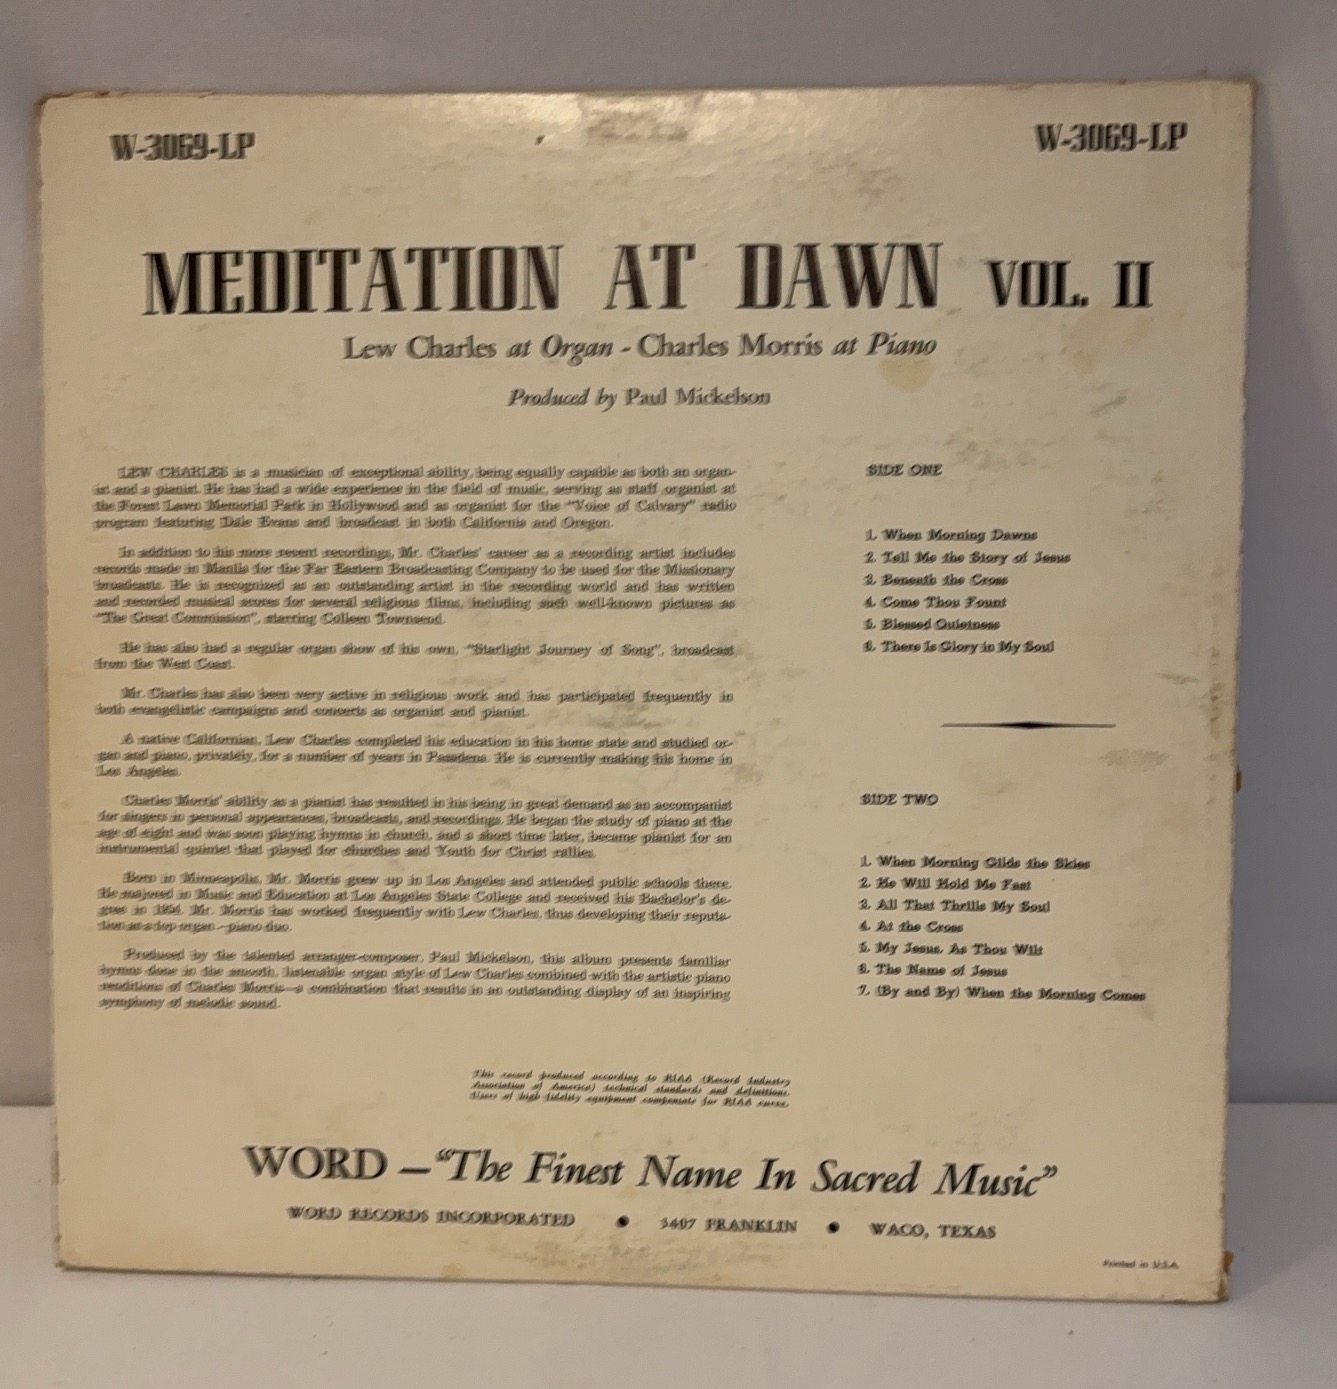 W-3069-LP
W-3069-LP
MEDITATION AT DAWN VOL. II
Lew Charles at Organ - Charles Morris at Piano
Produced by Paul Mickelson
LEW CHARLES is a musician of exceptional ability, being equally capable as both an organ-
ist and a pianist. He has had a wide experience in the field of music, serving as staff organist at
the Forest Lawn Memorial Park in Hollywood and as organist for the "Voice of Calvary" radio
program featuring Dale Evans and broadcast in both California and Oregon.
In addition to his more recent recordings, Mr. Charles' career as a recording artist includes
records made in Manila for the Far Eastern Broadcasting Company to be used for the Missionary
broadcasts. He is recognized as an outstanding artist in the recording world and has written
and recorded musical scores for several religious films, including such well-known pictures as
"The Great Commission", starring Colleen Townsend.
He has also had a regular organ show of his own, "Starlight Journey of Song", broadcast
from the West Coast.
Mr. Charles has also been very active in religious work and has participated frequently in
both evangelistic campaigns and concerts as organist and pianist.
A native Californian, Lew Charles completed his education in his home state and studied or-
gan and piano, privately, for a number of years in Pasadena. He is currently making his home in
Los Angeles.
Charles Morris' ability as a pianist has resulted in his being in great demand as an accompanist
for singers in personal appearances, broadcasts, and recordings. He began the study of piano at the
age of eight and was soon playing hymns in church, and a short time later, became pianist for an
instrumental quintet that played for churches and Youth for Christ rallies.
Born in Minneapolis, Mr. Morris grew up in Los Angeles and attended public schools there.
He majored in Music and Education at Los Angeles State College and received his Bachelor's de-
gree in 1954. Mr. Morris has worked frequently with Lew Charles, thus developing their reputa-
tion as a top organ-piano duo.
Produced by the talented arranger-composer, Paul Mickelson, this album presents familiar
hymns done in the smooth, listenable organ style of Lew Charles combined with the artistic piano
renditions of Charles Morris—a combination that results in an outstanding display of an inspiring
symphony of melodic sound.
SIDE ONE
1. When Morning Dawns
2. Tell Me the Story of Jesus
3. Beneath the Cross
4. Come Thou Fount
5. Blessed Quietness
6. There Is Glory in My Soul
SIDE TWO
1. When Morning Gilds the Skies
2. He Will Hold Me Fast
3. All That Thrills My Soul
4. At the Cross
5. My Jesus, As Thou Wilt
6. The Name of Jesus
7. (By and By) When the Morning Comes
This record produced according to RIAA (Record Industry
Association of America) technical standards and definitions.
Users of high fidelity equipment compensate for RIAA curve.
WORD — "The Finest Name In Sacred Music"
WORD RECORDS INCORPORATED • 3407 FRANKLIN • WACO, TEXAS
Printed in U.S.A.